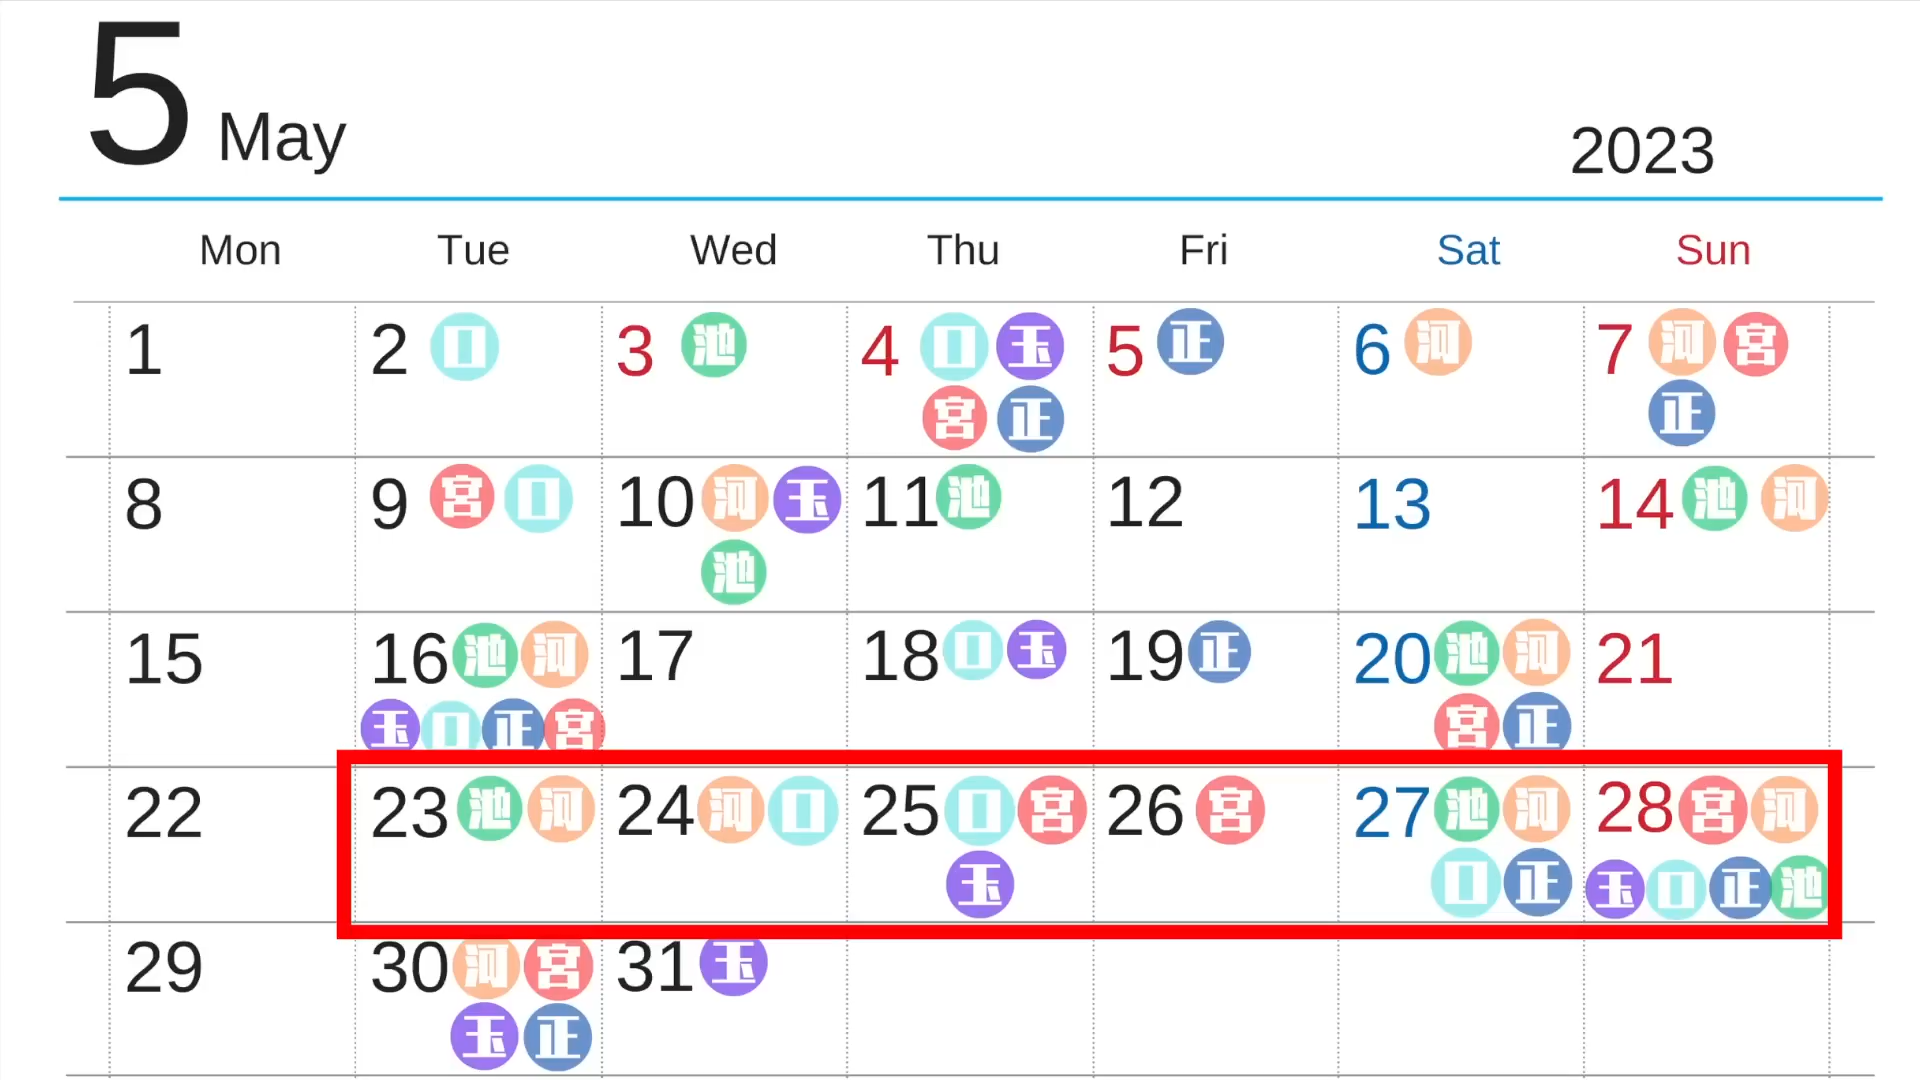 5 May 2023
Mon Tue Wed Thu Fri Sat Sun
1 2 口 3 池 4 口 玉 5 正 6 河 7 河 宮
宮 正 正
8 9 宮 口 10 河 玉 11 池 12 13 14 池 河
池
15 16 池 河 17 18 口 玉 19 正 20 池 河 21
玉 口 正 宮 宮 正
22 23 池 河 24 河 口 25 口 宮 26 宮 27 池 河 28 宮 河
玉 口 正 玉 口 正 池
29 30 河 宮 31 玉
玉 正